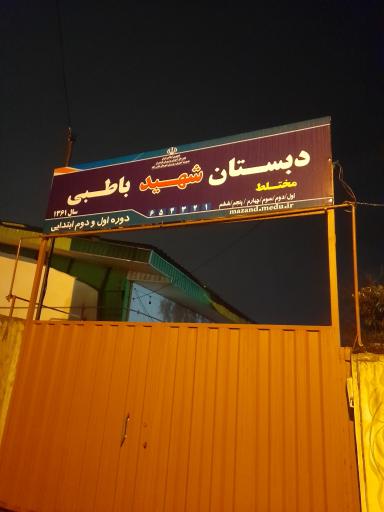 دبستان شهید باطبی
مختلط
سال ۱۳۶۱
اول/دوم/سوم/چهارم/پنجم/ششم
دوره اول و دوم ابتدایی
mazand.medu.ir